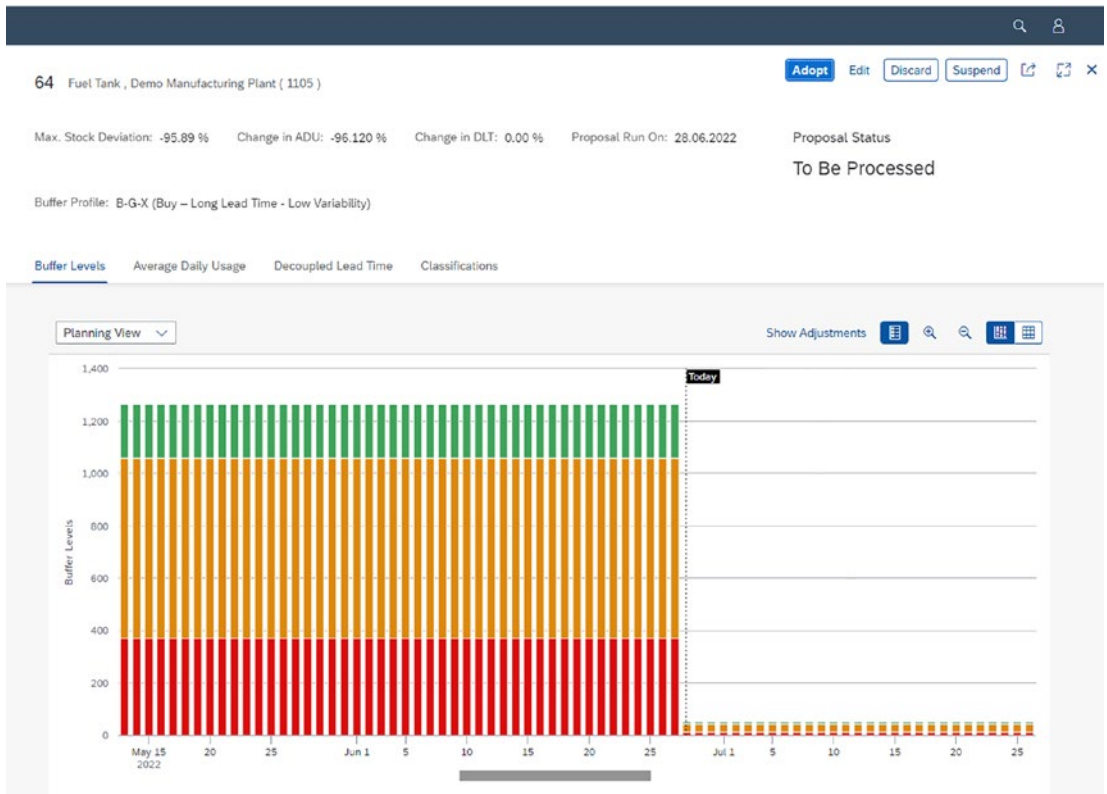 64 Fuel Tank , Demo Manufacturing Plant ( 1105 )
Adopt Edit Discard Suspend
Max. Stock Deviation: -95.89 % Change in ADU: -96.120 % Change in DLT: 0.00 % Proposal Run On: 28.06.2022
Proposal Status
To Be Processed
Buffer Profile: B-G-X (Buy – Long Lead Time - Low Variability)
Buffer Levels Average Daily Usage Decoupled Lead Time Classifications
Planning View
Show Adjustments
Today
Buffer Levels
1,400
1,200
1,000
800
600
400
200
0
May 15 20 25 Jun 1 5 10 15 20 25 Jul 1 5 10 15 20 25
2022